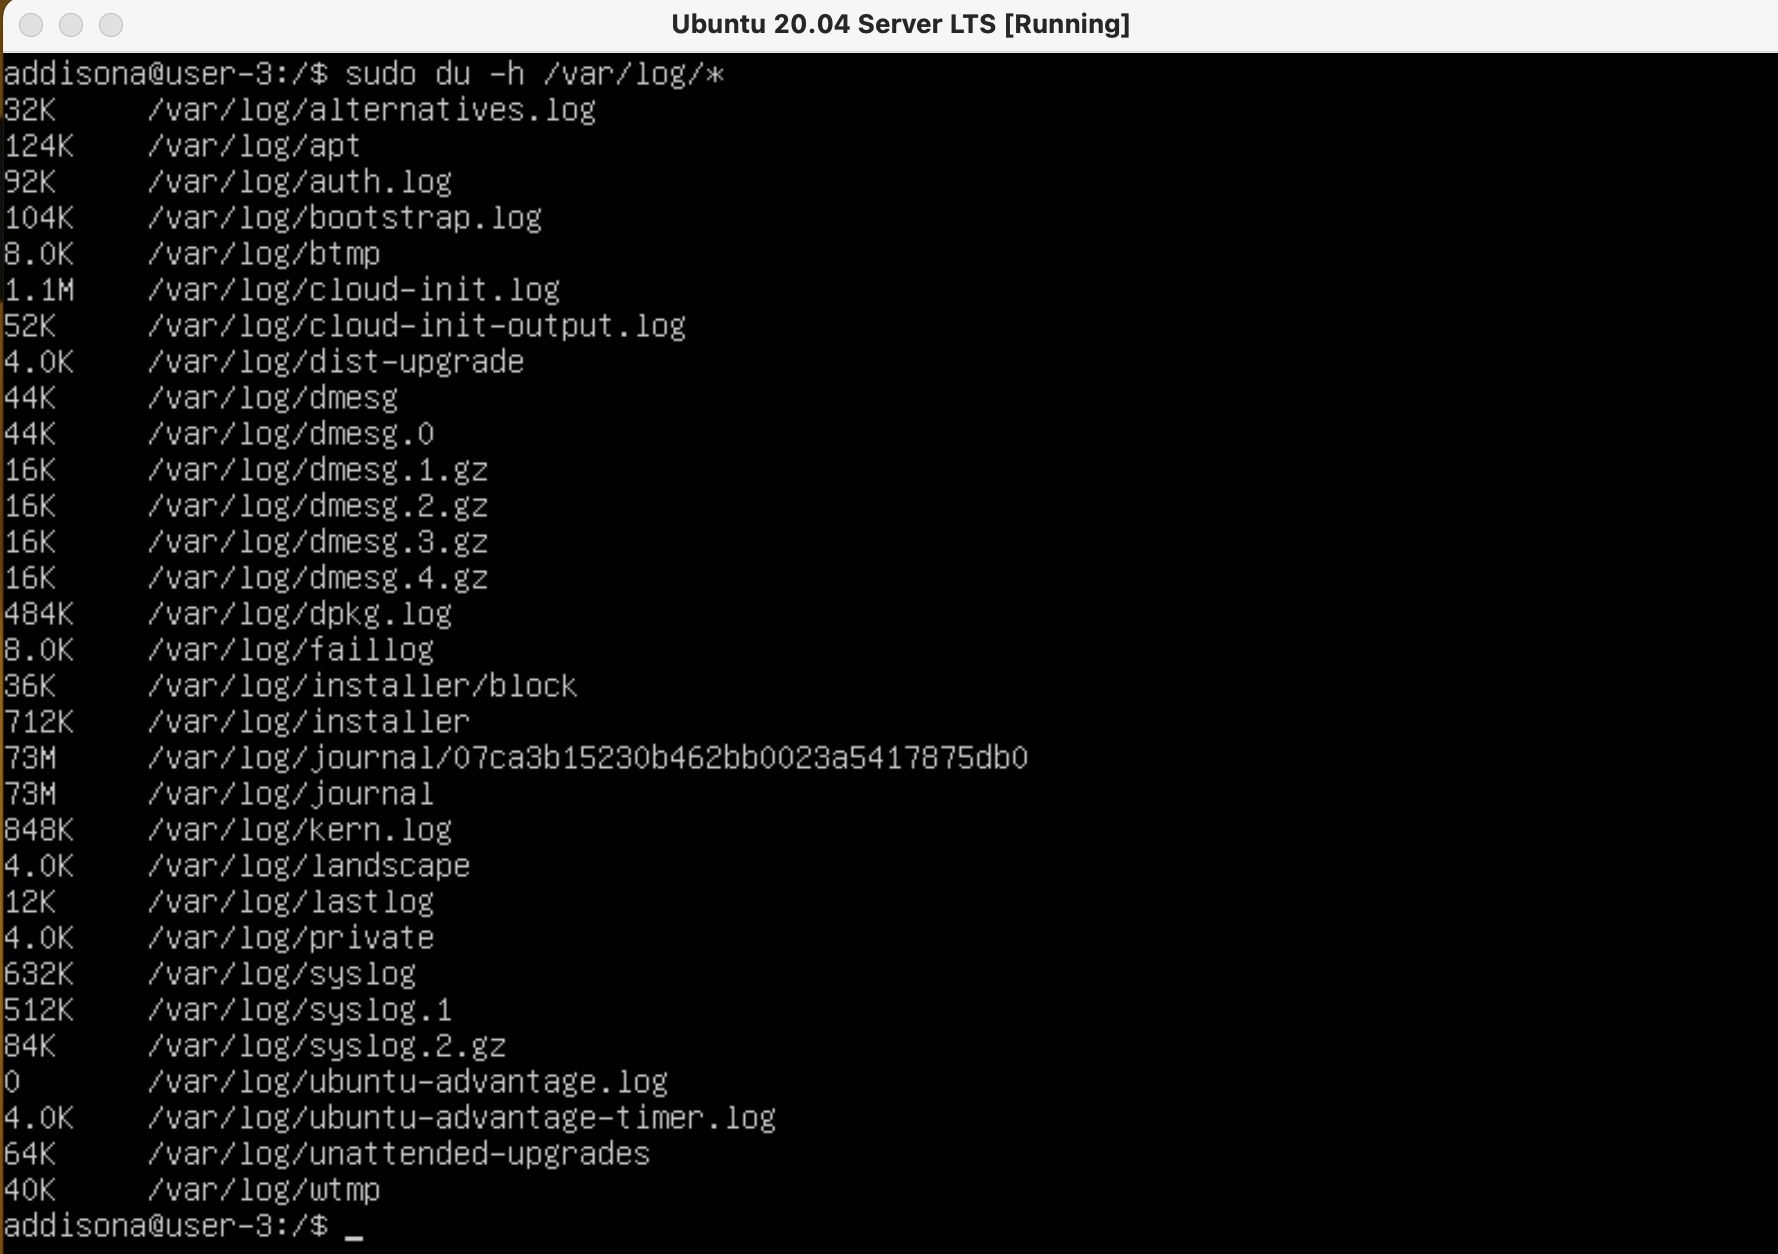 Ubuntu 20.04 Server LTS [Running]
addisona@user-3:/$ sudo du -h /var/log/*
32K /var/log/alternatives.log
124K /var/log/apt
92K /var/log/auth.log
104K /var/log/bootstrap.log
8.0K /var/log/btmp
1.1M /var/log/cloud-init.log
52K /var/log/cloud-init-output.log
4.0K /var/log/dist-upgrade
44K /var/log/dmesg
44K /var/log/dmesg.0
16K /var/log/dmesg.1.gz
16K /var/log/dmesg.2.gz
16K /var/log/dmesg.3.gz
16K /var/log/dmesg.4.gz
484K /var/log/dpkg.log
8.0K /var/log/faillog
36K /var/log/installer/block
712K /var/log/installer
73M /var/log/journal/07ca3b15230b462bb0023a5417875db0
73M /var/log/journal
848K /var/log/kern.log
4.0K /var/log/landscape
12K /var/log/lastlog
4.0K /var/log/private
632K /var/log/syslog
512K /var/log/syslog.1
84K /var/log/syslog.2.gz
0 /var/log/ubuntu-advantage.log
4.0K /var/log/ubuntu-advantage-timer.log
64K /var/log/unattended-upgrades
40K /var/log/wtmp
addisona@user-3:/$ _